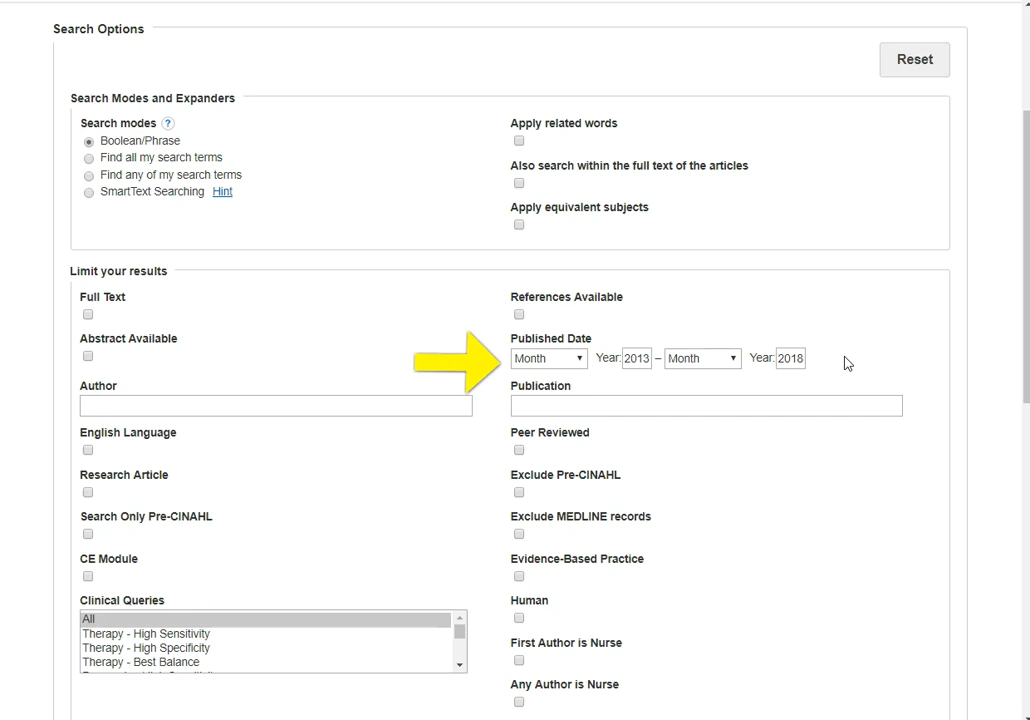 Search Options
Reset
Search Modes and Expanders
Search modes ?
Boolean/Phrase
Find all my search terms
Find any of my search terms
SmartText Searching Hint
Apply related words
Also search within the full text of the articles
Apply equivalent subjects
Limit your results
Full Text
References Available
Abstract Available
Published Date
Month Year: 2013 – Month Year: 2018
Author
Publication
English Language
Peer Reviewed
Research Article
Exclude Pre-CINAHL
Search Only Pre-CINAHL
Exclude MEDLINE records
CE Module
Evidence-Based Practice
Clinical Queries
All
Therapy - High Sensitivity
Therapy - High Specificity
Therapy - Best Balance
Human
First Author is Nurse
Any Author is Nurse